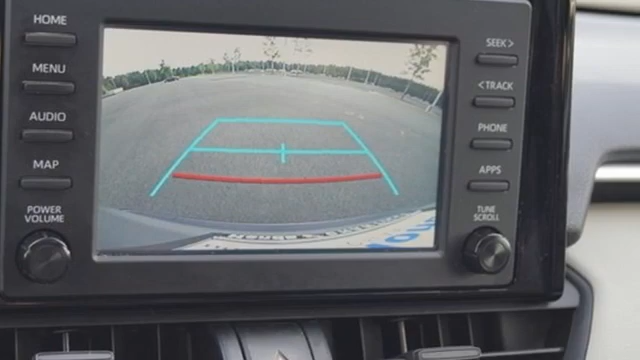 HOME
MENU
AUDIO
MAP
POWER
VOLUME
SEEK>
<TRACK
PHONE
APPS
TUNE
SCROLL